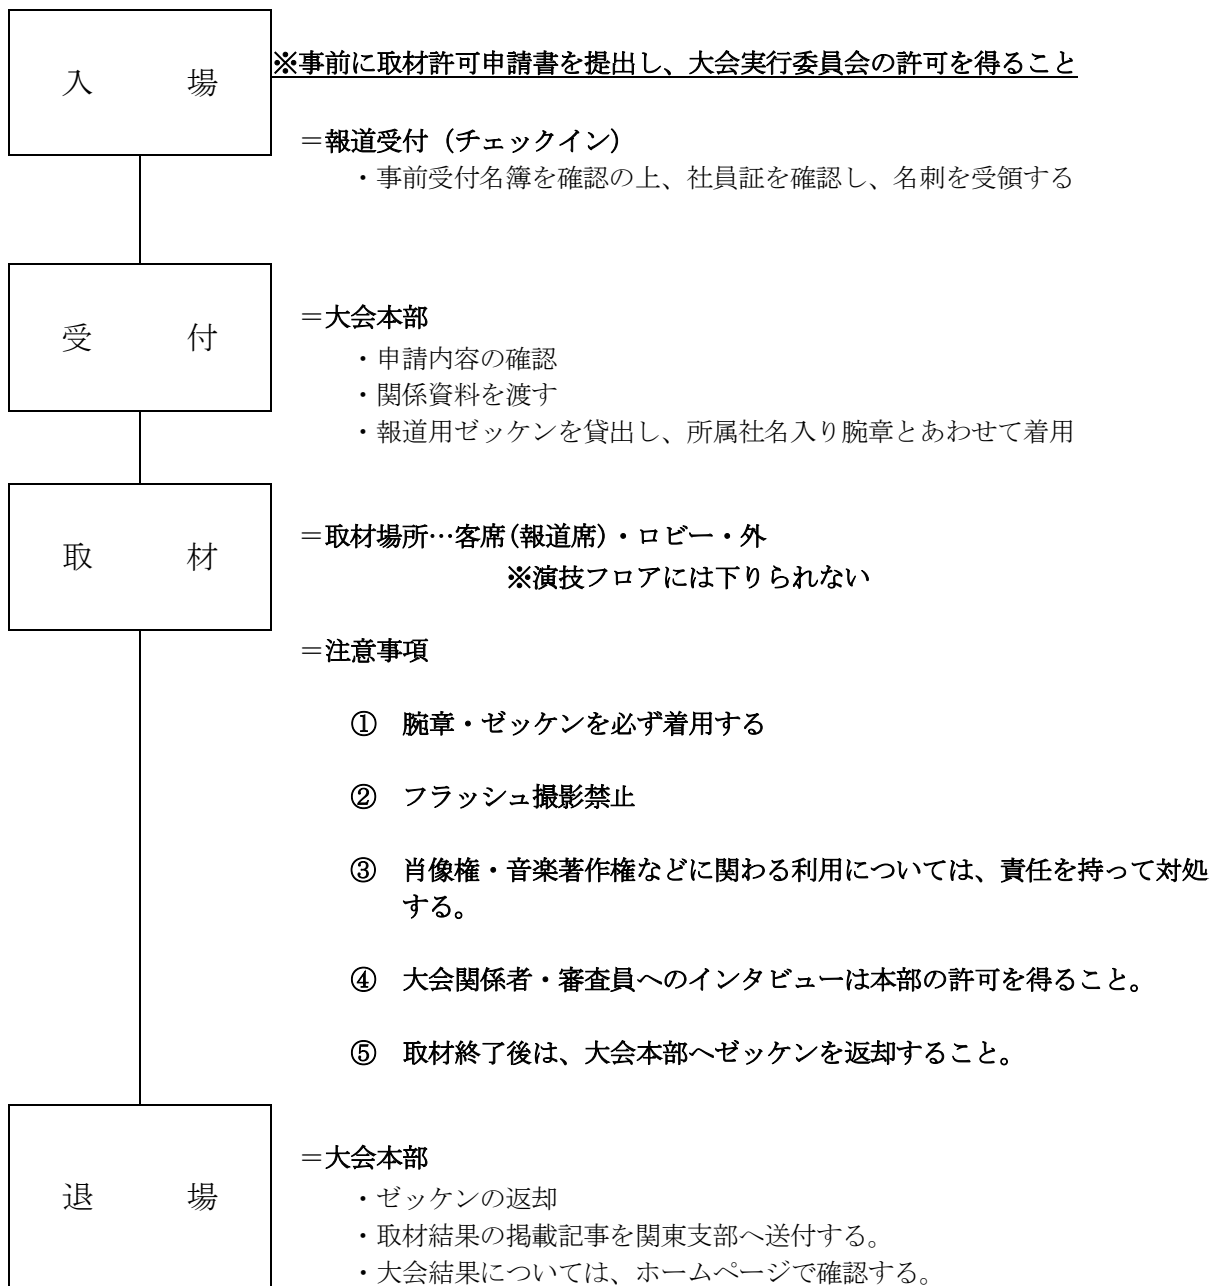 入場
※事前に取材許可申請書を提出し、大会実行委員会の許可を得ること
＝報道受付（チェックイン）
・事前受付名簿を確認の上、社員証を確認し、名刺を受領する
受付
＝大会本部
・申請内容の確認
・関係資料を渡す
・報道用ゼッケンを貸出し、所属社名入り腕章とあわせて着用
取材
＝取材場所…客席(報道席)・ロビー・外
※演技フロアには下りられない
＝注意事項
① 腕章・ゼッケンを必ず着用する
② フラッシュ撮影禁止
③ 肖像権・音楽著作権などに関わる利用については、責任を持って対処
する。
④ 大会関係者・審査員へのインタビューは本部の許可を得ること。
⑤ 取材終了後は、大会本部へゼッケンを返却すること。
退場
＝大会本部
・ゼッケンの返却
・取材結果の掲載記事を関東支部へ送付する。
・大会結果については、ホームページで確認する。